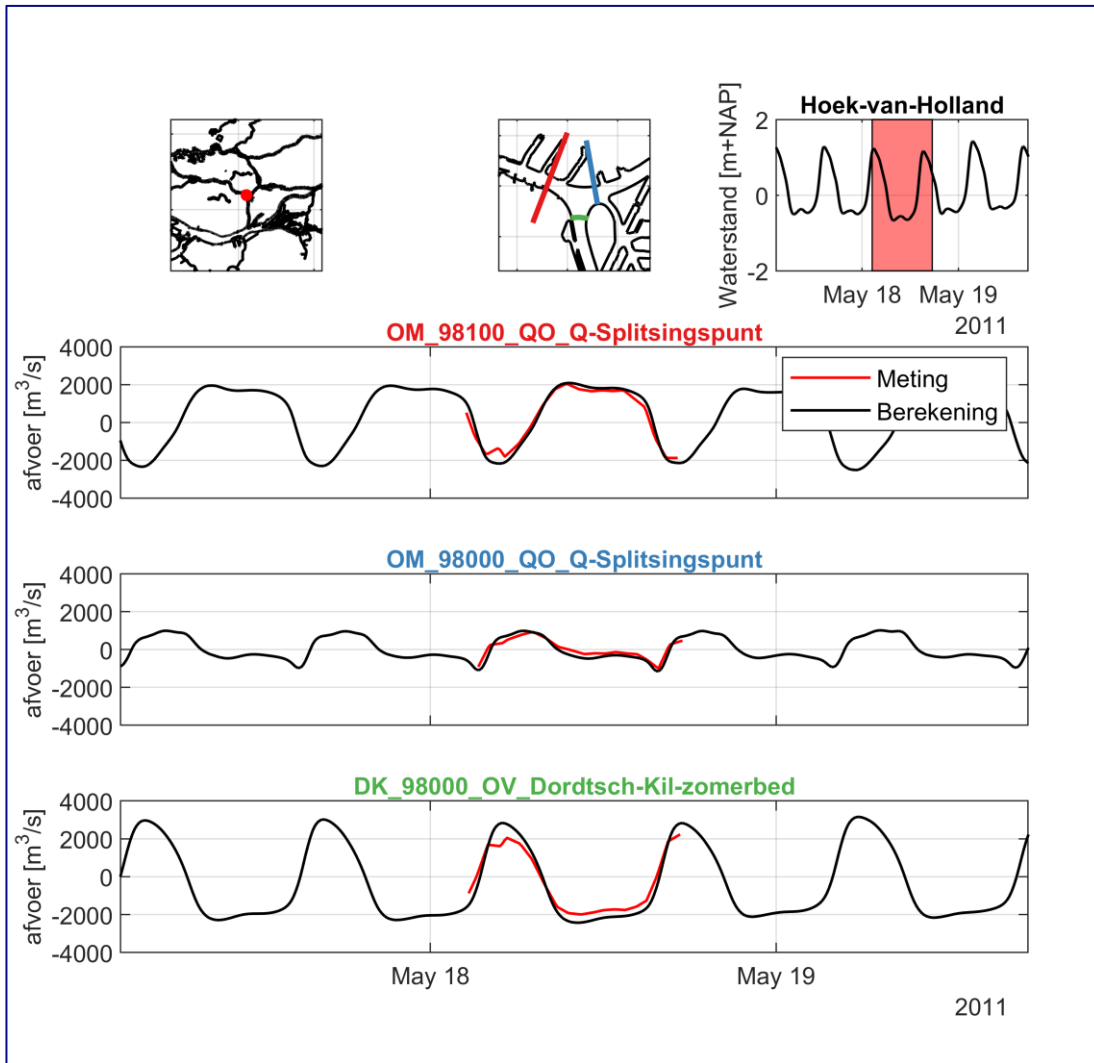 Hoek-van-Holland
Waterstand [m+NAP]
2
0
-2
May 18 May 19
2011
OM_98100_QO_Q-Splitsingspunt
afvoer [m³/s]
4000
2000
0
-2000
-4000
Meting
Berekening
OM_98000_QO_Q-Splitsingspunt
afvoer [m³/s]
4000
2000
0
-2000
-4000
DK_98000_OV_Dordtsch-Kil-zomerbed
afvoer [m³/s]
4000
2000
0
-2000
-4000
May 18 May 19
2011